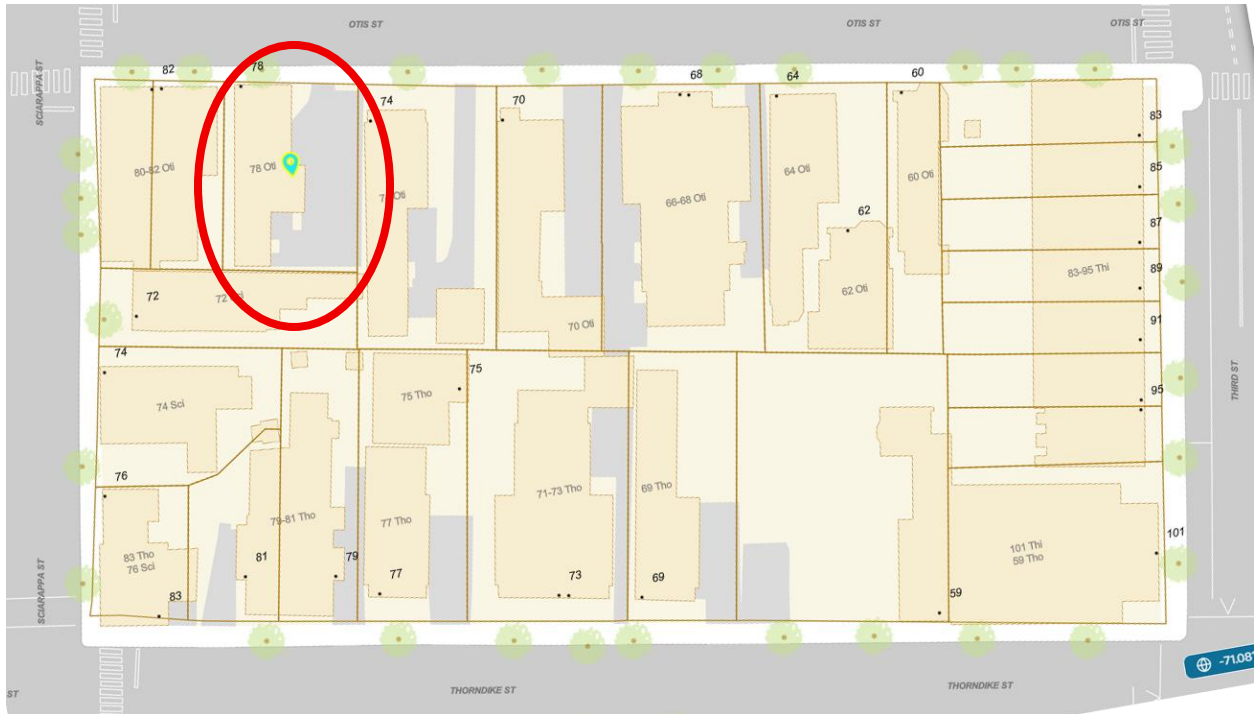 OTIS ST
OTIS ST
OTIS ST
SCIARAPPA ST
82
78
74
70
68
64
60
83
80-82 Oti
78 Oti
66-68 Oti
64 Oti
60 Oti
85
62
87
72
62 Oti
83-95 Thi
89
70 Oti
91
74
75
75 Tho
95
THIRD ST
74 Sci
76
79-81 Tho
77 Tho
71-73 Tho
69 Tho
83 Tho
76 Sci
81
79
77
73
69
59
101 Thi
59 Tho
101
83
SCIARAPPA ST
ST
THORNDIKE ST
THORNDIKE ST
-71.081